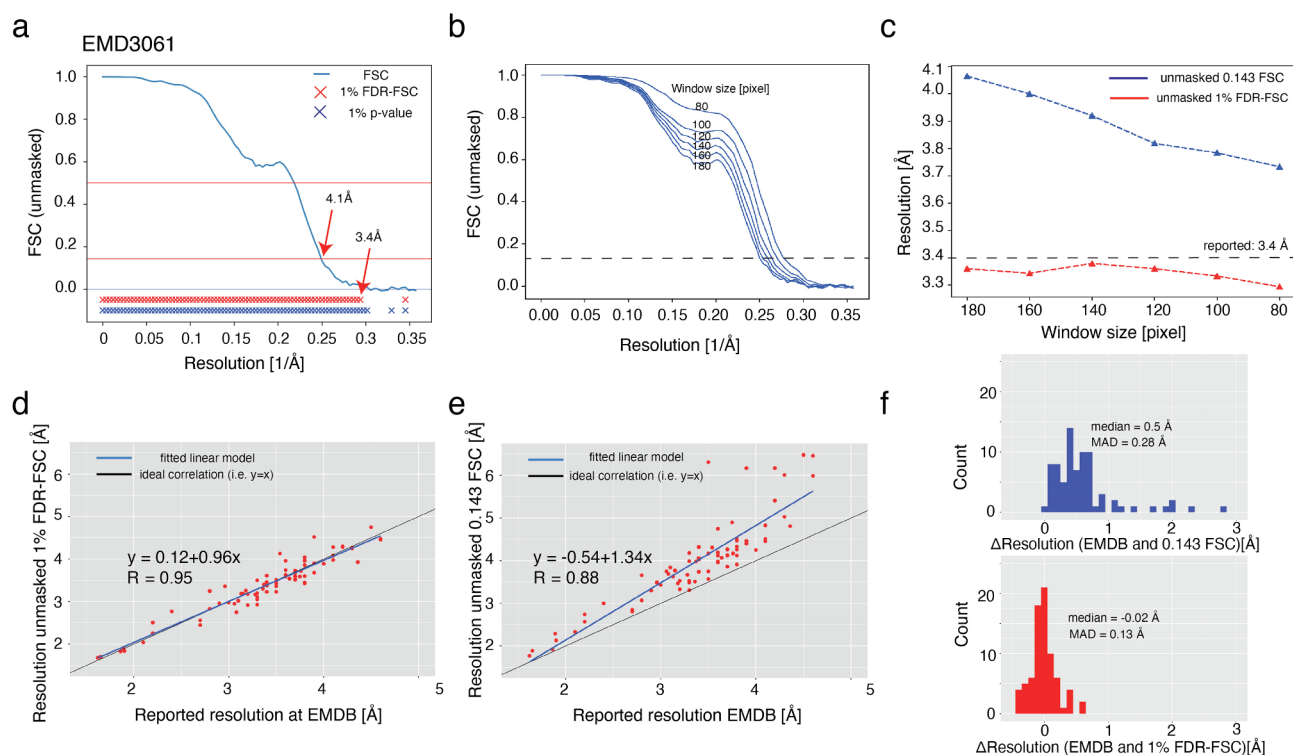 a
EMD3061
FSC
1% FDR-FSC
1% p-value
FSC (unmasked)
1.0
0.8
0.6
0.4
0.2
0.0
4.1Å
3.4Å
0
0.05
0.1
0.15
0.20
0.25
0.3
0.35
Resolution [1/Å]
b
FSC (unmaksed)
1.0
0.8
0.6
0.4
0.2
0.0
Window size [pixel]
80
100
120
140
160
180
0.00
0.05
0.10
0.15
0.20
0.25
0.30
0.35
Resolution [1/Å]
c
Resolution [Å]
4.1
4.0
3.9
3.8
3.7
3.6
3.5
3.4
3.3
unmasked 0.143 FSC
unmasked 1% FDR-FSC
reported: 3.4 Å
180
160
140
120
100
80
Window size [pixel]
d
Resolution unmasked 1% FDR-FSC [Å]
6
5
4
3
2
fitted linear model
ideal correlation (i.e. y=x)
y = 0.12+0.96x
R = 0.95
2
3
4
5
Reported resolution at EMDB [Å]
e
Resolution unmasked 0.143 FSC [Å]
6
5
4
3
2
fitted linear model
ideal correlation (i.e. y=x)
y = -0.54+1.34x
R = 0.88
2
3
4
5
Reported resolution EMDB [Å]
f
Count
20
10
0
median = 0.5 Å
MAD = 0.28 Å
0
1
2
3
ΔResolution (EMDB and 0.143 FSC)[Å]
Count
20
10
0
median = -0.02 Å
MAD = 0.13 Å
0
1
2
3
ΔResolution (EMDB and 1% FDR-FSC)[Å]